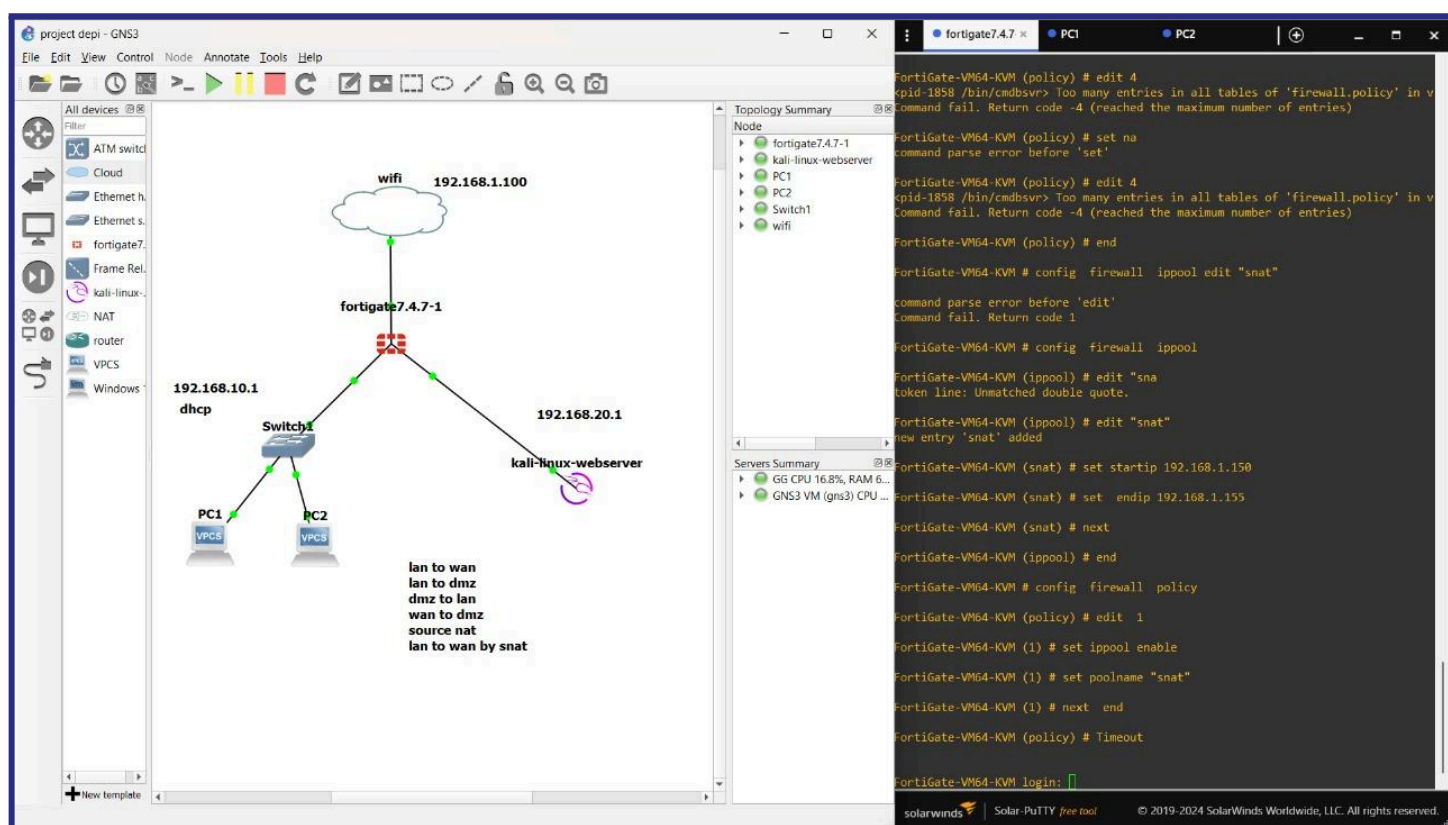 project depi - GNS3
File Edit View Control Node Annotate Tools Help
All devices
Filter
ATM switc
Cloud
Ethernet h.
Ethernet s.
fortigate7.
Frame Rel.
kali-linux-.
NAT
router
VPCS
Windows
New template
wifi
192.168.1.100
fortigate7.4.7-1
192.168.10.1
dhcp
Switch1
192.168.20.1
kali-linux-webserver
PC1
PC2
VPCS
VPCS
lan to wan
lan to dmz
dmz to lan
wan to dmz
source nat
lan to wan by snat
Topology Summary
Node
fortigate7.4.7-1
kali-linux-webserver
PC1
PC2
Switch1
wifi
Servers Summary
GG CPU 16.8%, RAM 6...
GNS3 VM (gns3) CPU ...
fortigate7.4.7
PC1
PC2
FortiGate-VM64-KVM (policy) # edit 4
<pid-1858 /bin/cmdbsvr> Too many entries in all tables of 'firewall.policy' in v
Command fail. Return code -4 (reached the maximum number of entries)
FortiGate-VM64-KVM (policy) # set na
command parse error before 'set'
FortiGate-VM64-KVM (policy) # edit 4
<pid-1858 /bin/cmdbsvr> Too many entries in all tables of 'firewall.policy' in v
Command fail. Return code -4 (reached the maximum number of entries)
FortiGate-VM64-KVM (policy) # end
FortiGate-VM64-KVM # config firewall ippool edit "snat"
command parse error before 'edit'
Command fail. Return code 1
FortiGate-VM64-KVM # config firewall ippool
FortiGate-VM64-KVM (ippool) # edit "sna
token line: Unmatched double quote.
FortiGate-VM64-KVM (ippool) # edit "snat"
new entry 'snat' added
FortiGate-VM64-KVM (snat) # set startip 192.168.1.150
FortiGate-VM64-KVM (snat) # set endip 192.168.1.155
FortiGate-VM64-KVM (snat) # next
FortiGate-VM64-KVM (ippool) # end
FortiGate-VM64-KVM # config firewall policy
FortiGate-VM64-KVM (policy) # edit 1
FortiGate-VM64-KVM (1) # set ippool enable
FortiGate-VM64-KVM (1) # set poolname "snat"
FortiGate-VM64-KVM (1) # next end
FortiGate-VM64-KVM (policy) # Timeout
FortiGate-VM64-KVM login:
solarwinds Solar-PuTTY free tool © 2019-2024 SolarWinds Worldwide, LLC. All rights reserved.